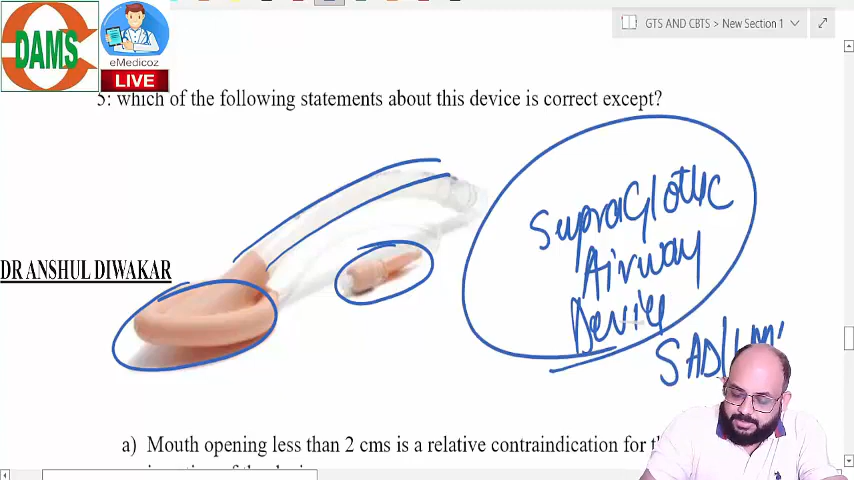 DAMS
eMedicoz
LIVE
GTS AND CBTS > New Section 1
5: which of the following statements about this device is correct except?
SupraGlottic
Airway
Device
SAD/LM
DR ANSHUL DIWAKAR
a) Mouth opening less than 2 cms is a relative contraindication for